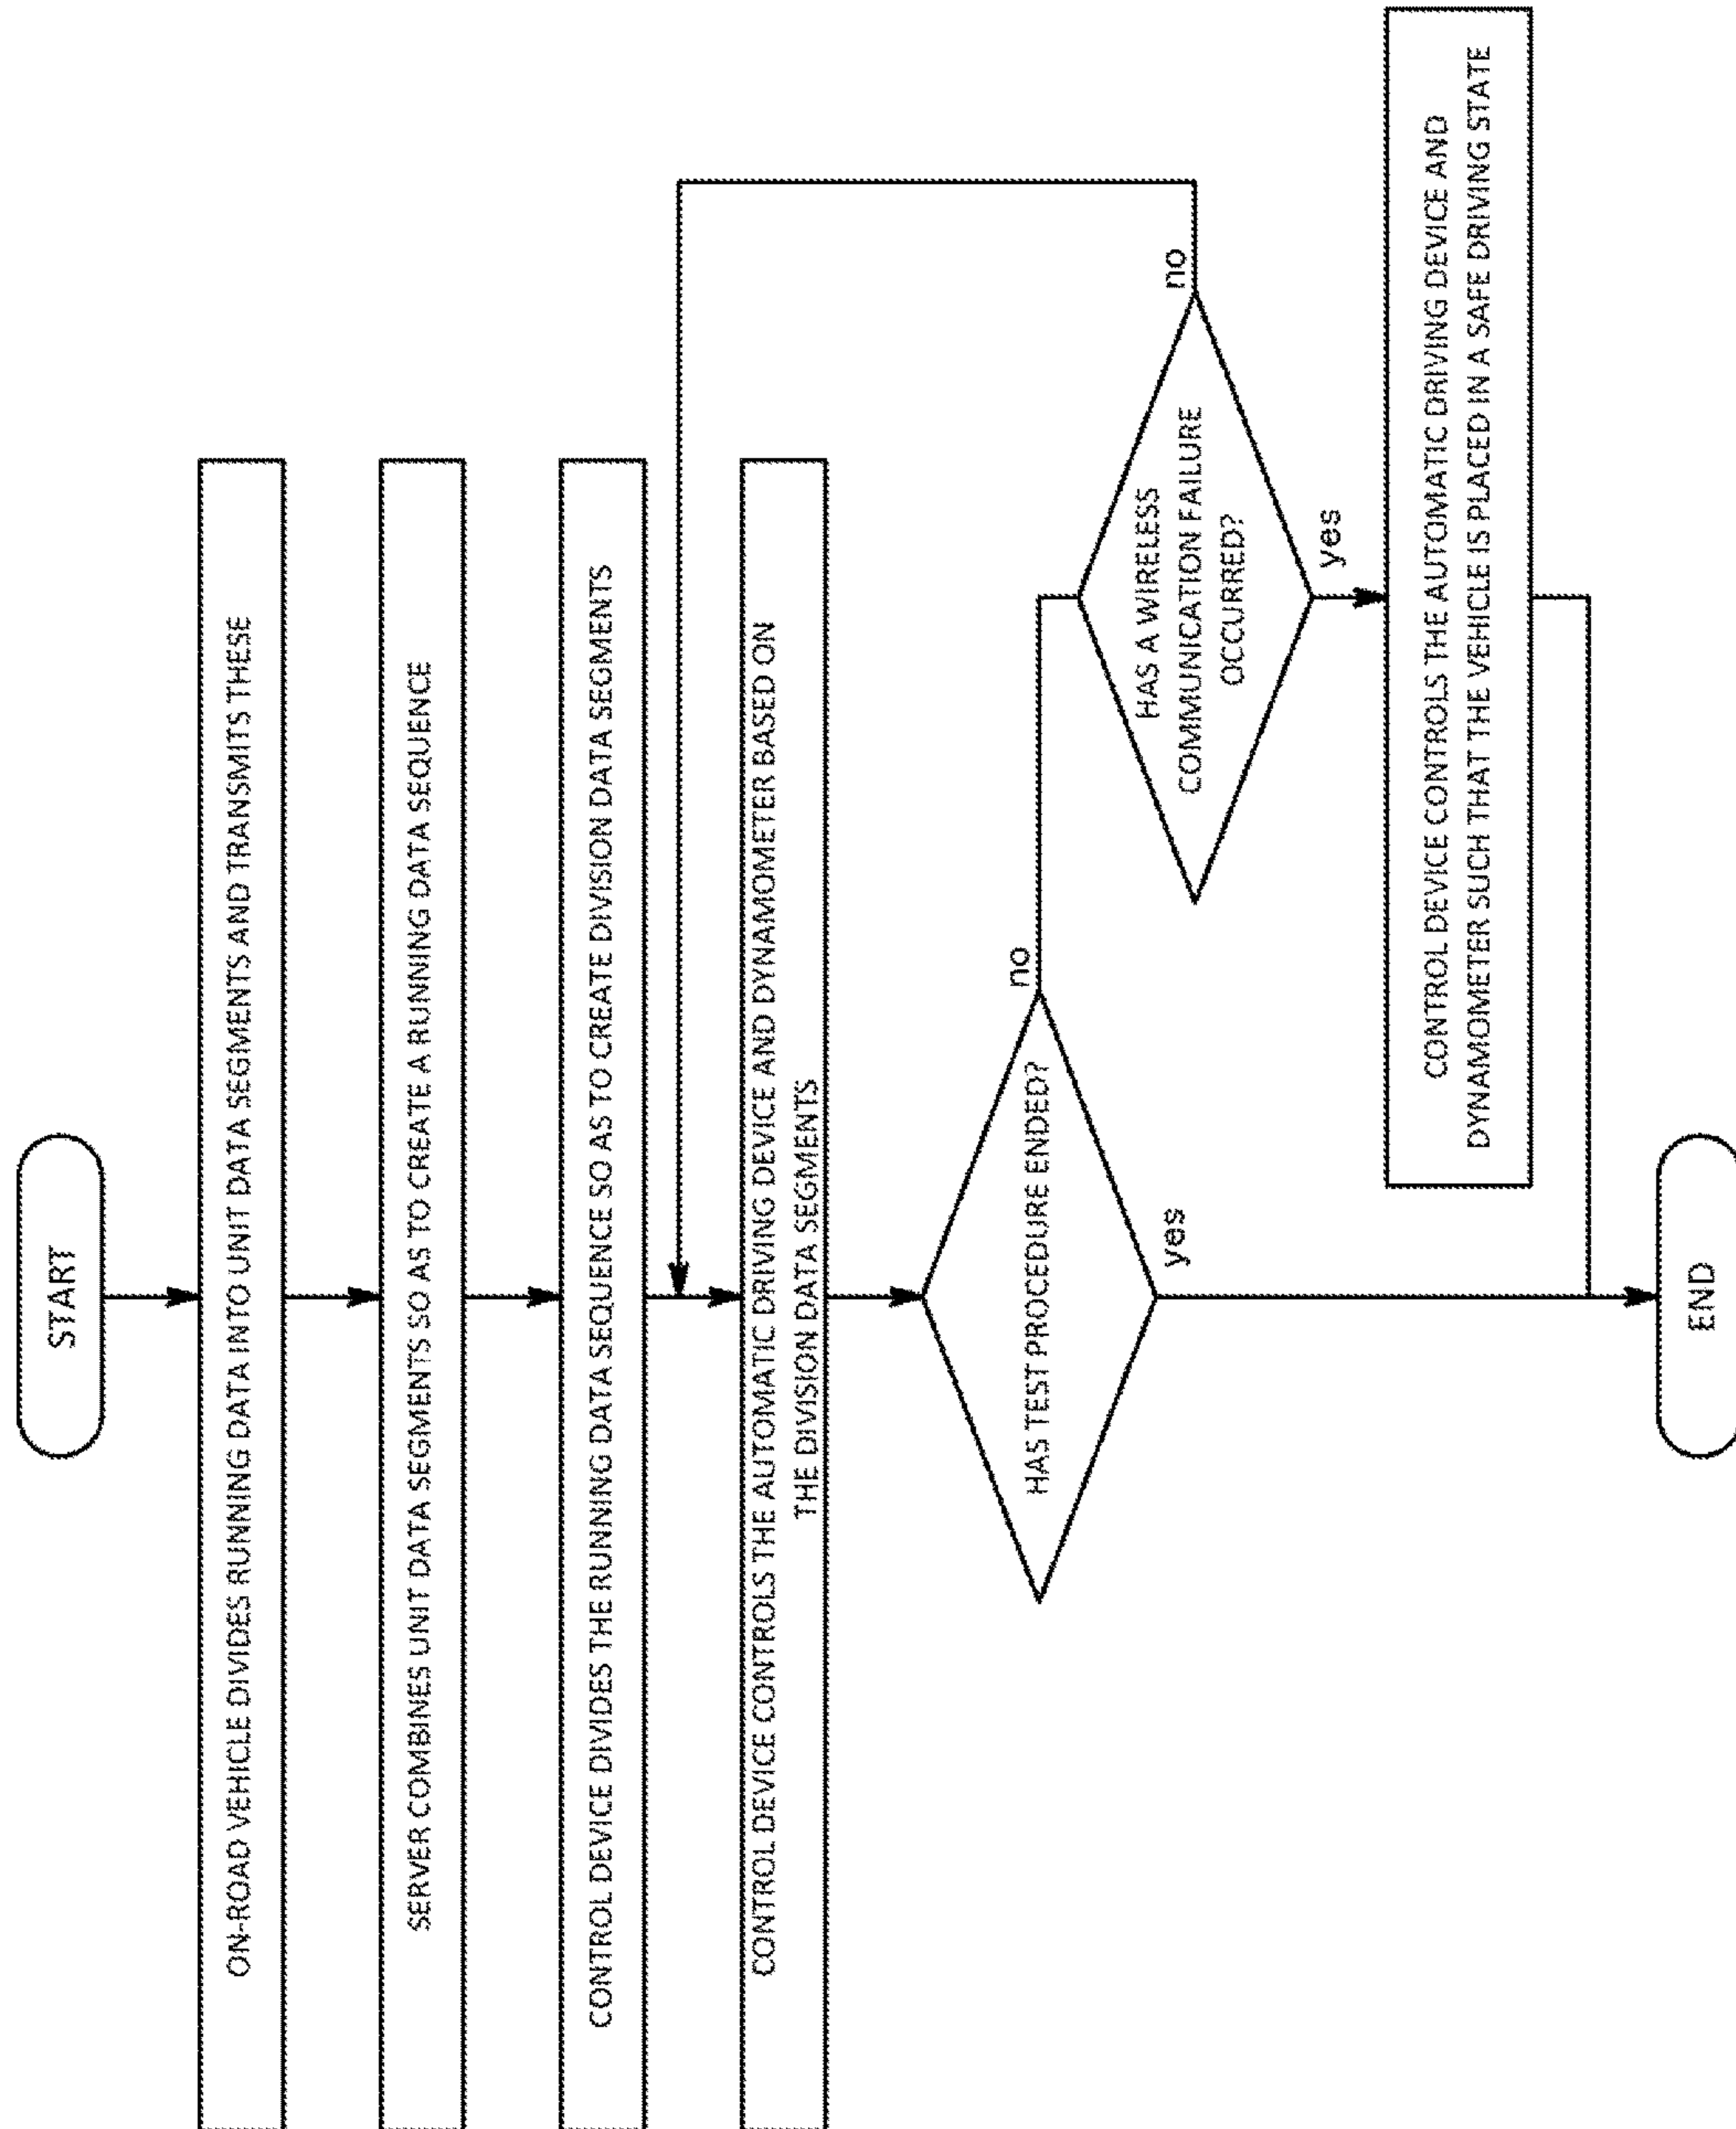 START
ON-ROAD VEHICLE DIVIDES RUNNING DATA INTO UNIT DATA SEGMENTS AND TRANSMITS THESE
SERVER COMBINES UNIT DATA SEGMENTS SO AS TO CREATE A RUNNING DATA SEQUENCE
CONTROL DEVICE DIVIDES THE RUNNING DATA SEQUENCE SO AS TO CREATE DIVISION DATA SEGMENTS
CONTROL DEVICE CONTROLS THE AUTOMATIC DRIVING DEVICE AND DYNAMOMETER BASED ON
THE DIVISION DATA SEGMENTS
HAS TEST PROCEDURE ENDED?
no
yes
HAS A WIRELESS
COMMUNICATION FAILURE
OCCURRED?
no
yes
CONTROL DEVICE CONTROLS THE AUTOMATIC DRIVING DEVICE AND
DYNAMOMETER SUCH THAT THE VEHICLE IS PLACED IN A SAFE DRIVING STATE
END